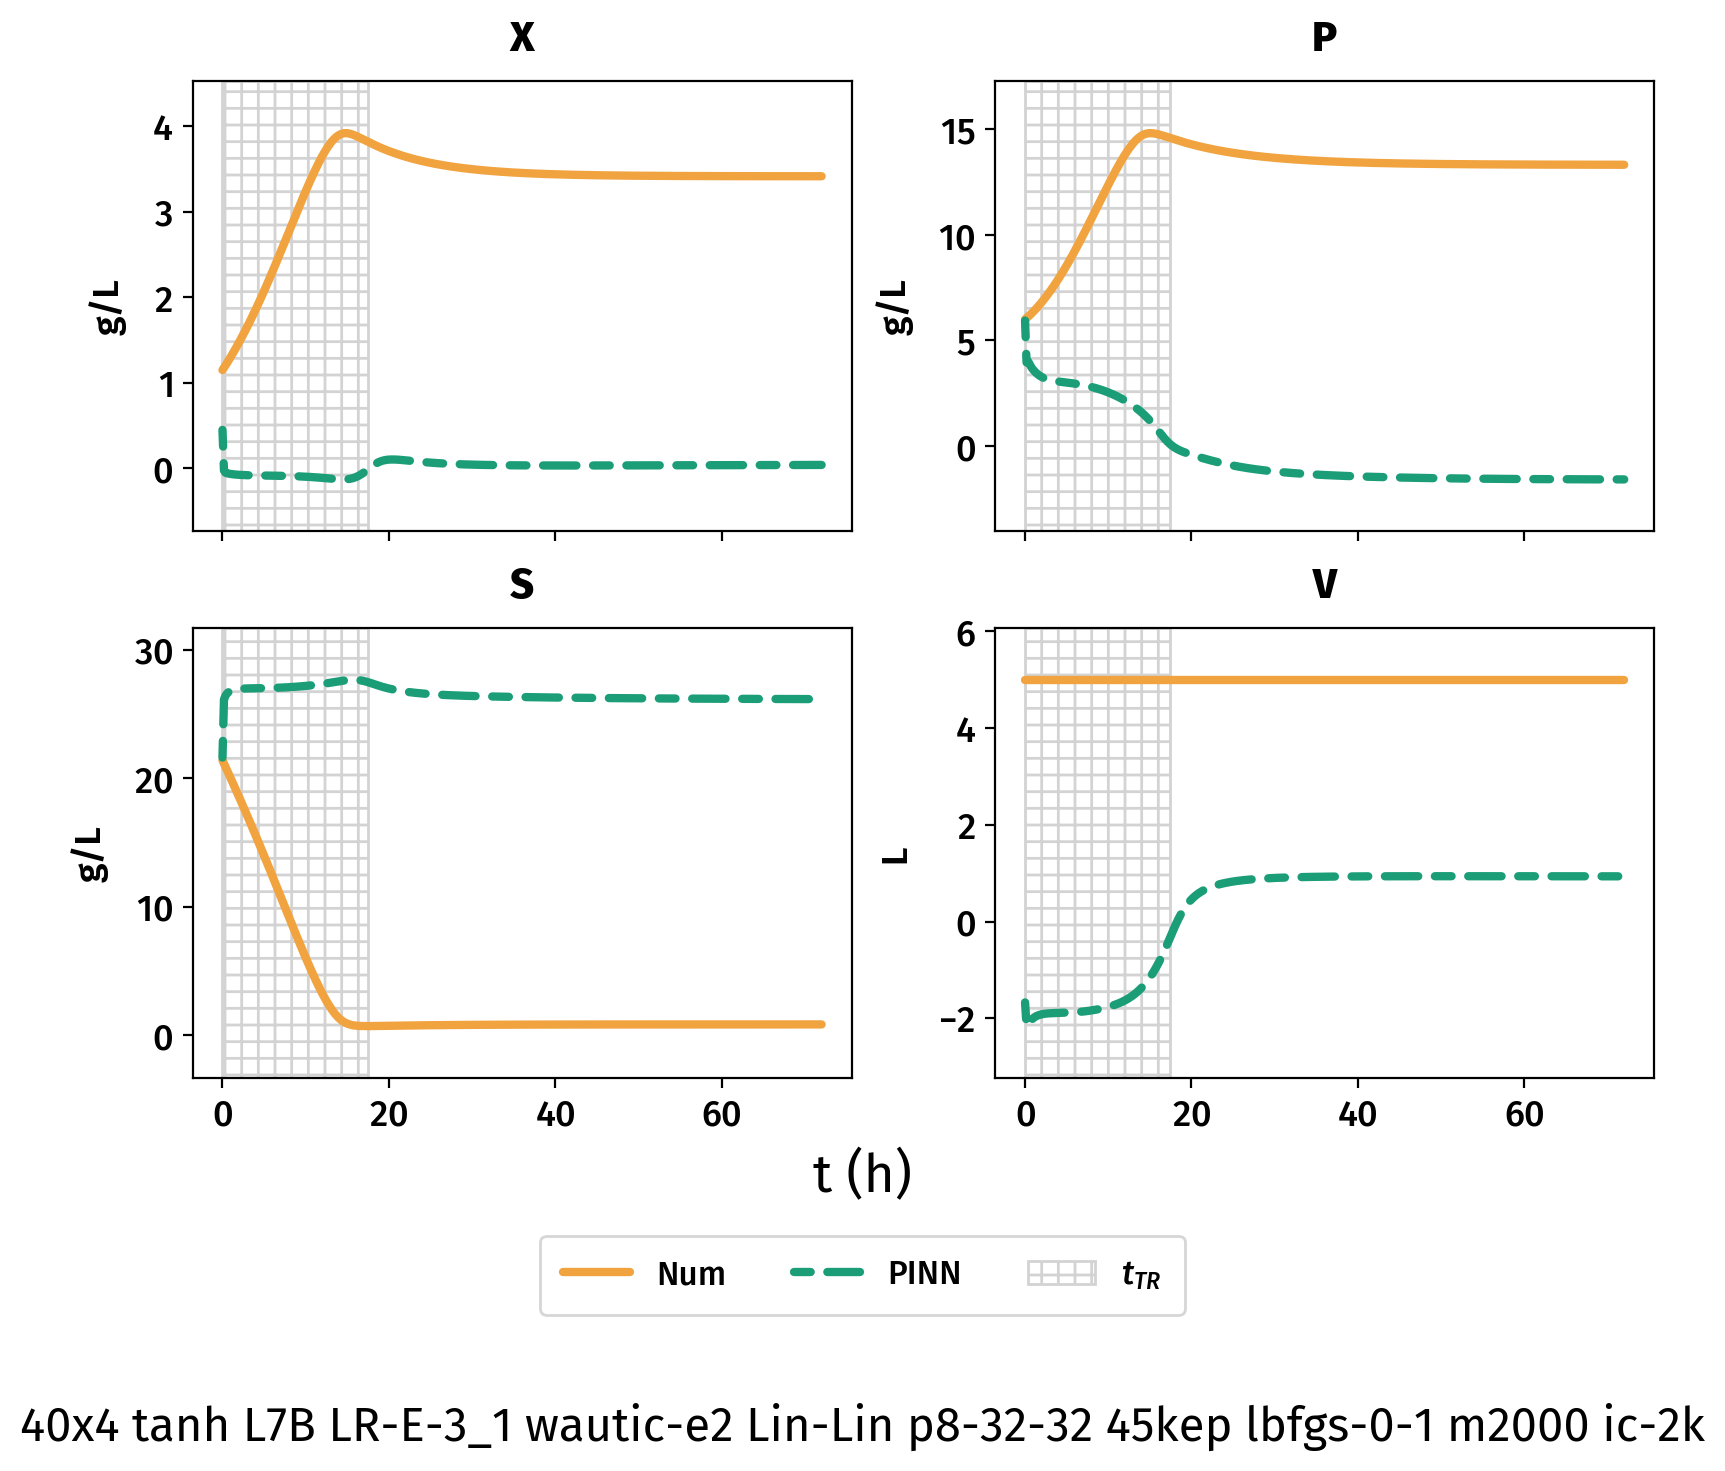 X
P
4
3
2
1
0
g/L
15
10
5
0
g/L
S
V
30
20
10
0
g/L
6
4
2
0
−2
L
0 20 40 60
0 20 40 60
t (h)
Num PINN tTR
40x4 tanh L7B LR-E-3_1 wautic-e2 Lin-Lin p8-32-32 45kep lbfgs-0-1 m2000 ic-2k